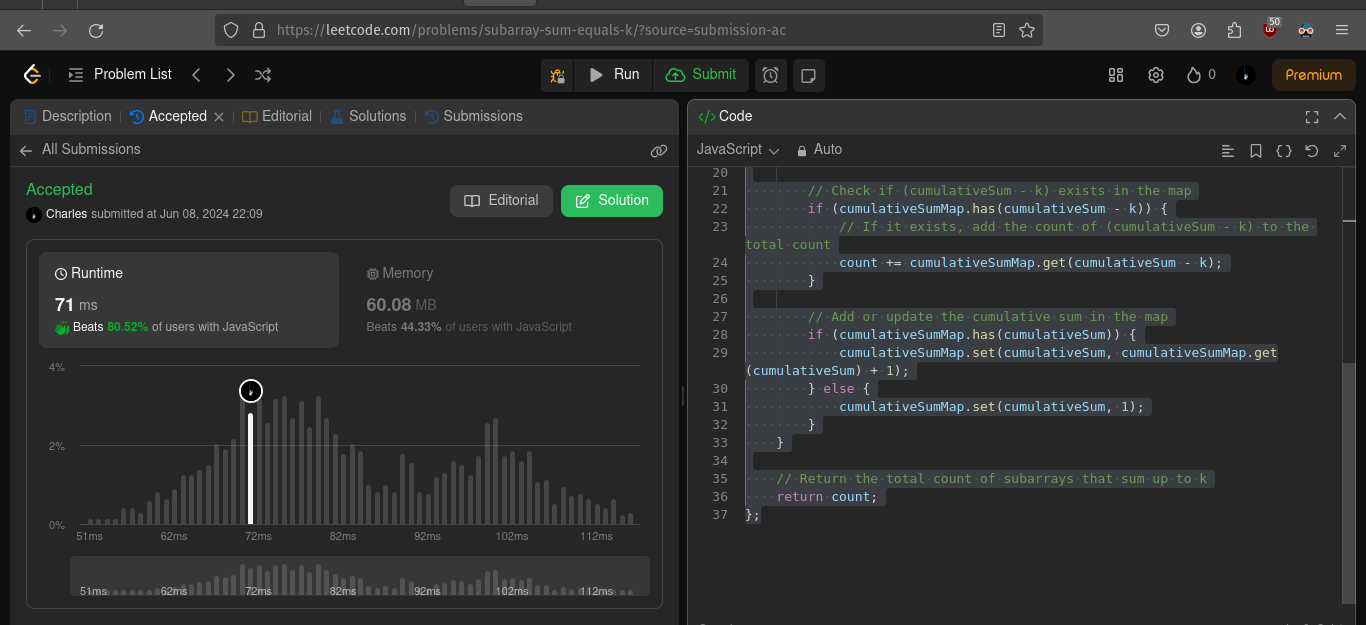 https://leetcode.com/problems/subarray-sum-equals-k/?source=submission-ac
50
Problem List
Run
Submit
0
Premium
Description
Accepted
Editorial
Solutions
Submissions
All Submissions
Accepted
Charles submitted at Jun 08, 2024 22:09
Editorial
Solution
Runtime
71 ms
Beats 80.52% of users with JavaScript
Memory
60.08 MB
Beats 44.33% of users with JavaScript
4%
2%
0%
51ms 62ms 72ms 82ms 92ms 102ms 112ms
51ms 62ms 72ms 82ms 92ms 102ms 112ms
</> Code
JavaScript
Auto
20
21 // Check if (cumulativeSum - k) exists in the map
22 if (cumulativeSumMap.has(cumulativeSum - k)) {
23 // If it exists, add the count of (cumulativeSum - k) to the
total count
24 count += cumulativeSumMap.get(cumulativeSum - k);
25 }
26
27 // Add or update the cumulative sum in the map
28 if (cumulativeSumMap.has(cumulativeSum)) {
29 cumulativeSumMap.set(cumulativeSum, cumulativeSumMap.get
(cumulativeSum) + 1);
30 } else {
31 cumulativeSumMap.set(cumulativeSum, 1);
32 }
33 }
34
35 // Return the total count of subarrays that sum up to k
36 return count;
37 };